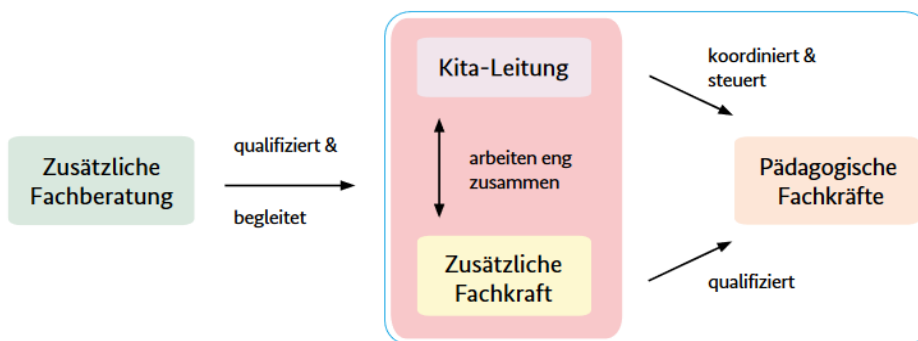 Zusätzliche
Fachberatung
qualifiziert &
begleitet
Kita-Leitung
arbeiten eng
zusammen
Zusätzliche
Fachkraft
koordiniert &
steuert
qualifiziert
Pädagogische
Fachkräfte